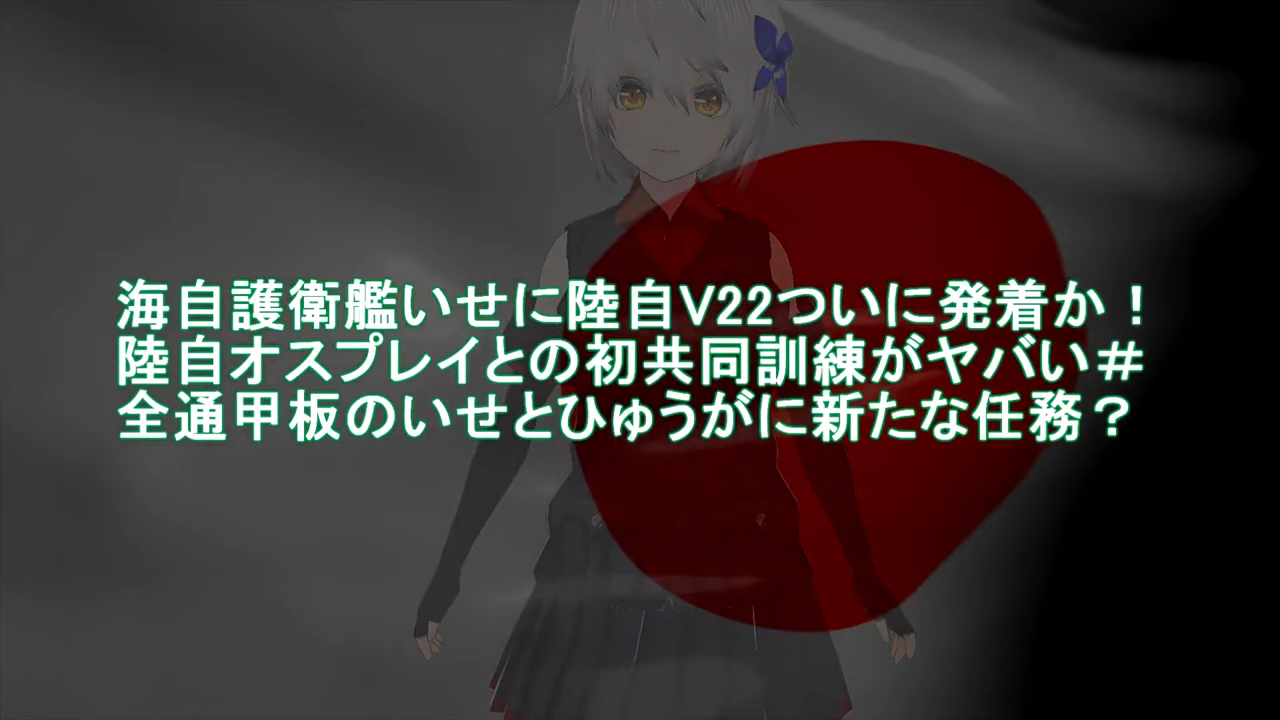 海自護衛艦いせに陸自V22ついに発着か！
陸自オスプレイとの初共同訓練がヤバい＃
全通甲板のいせとひゅうがに新たな任務？